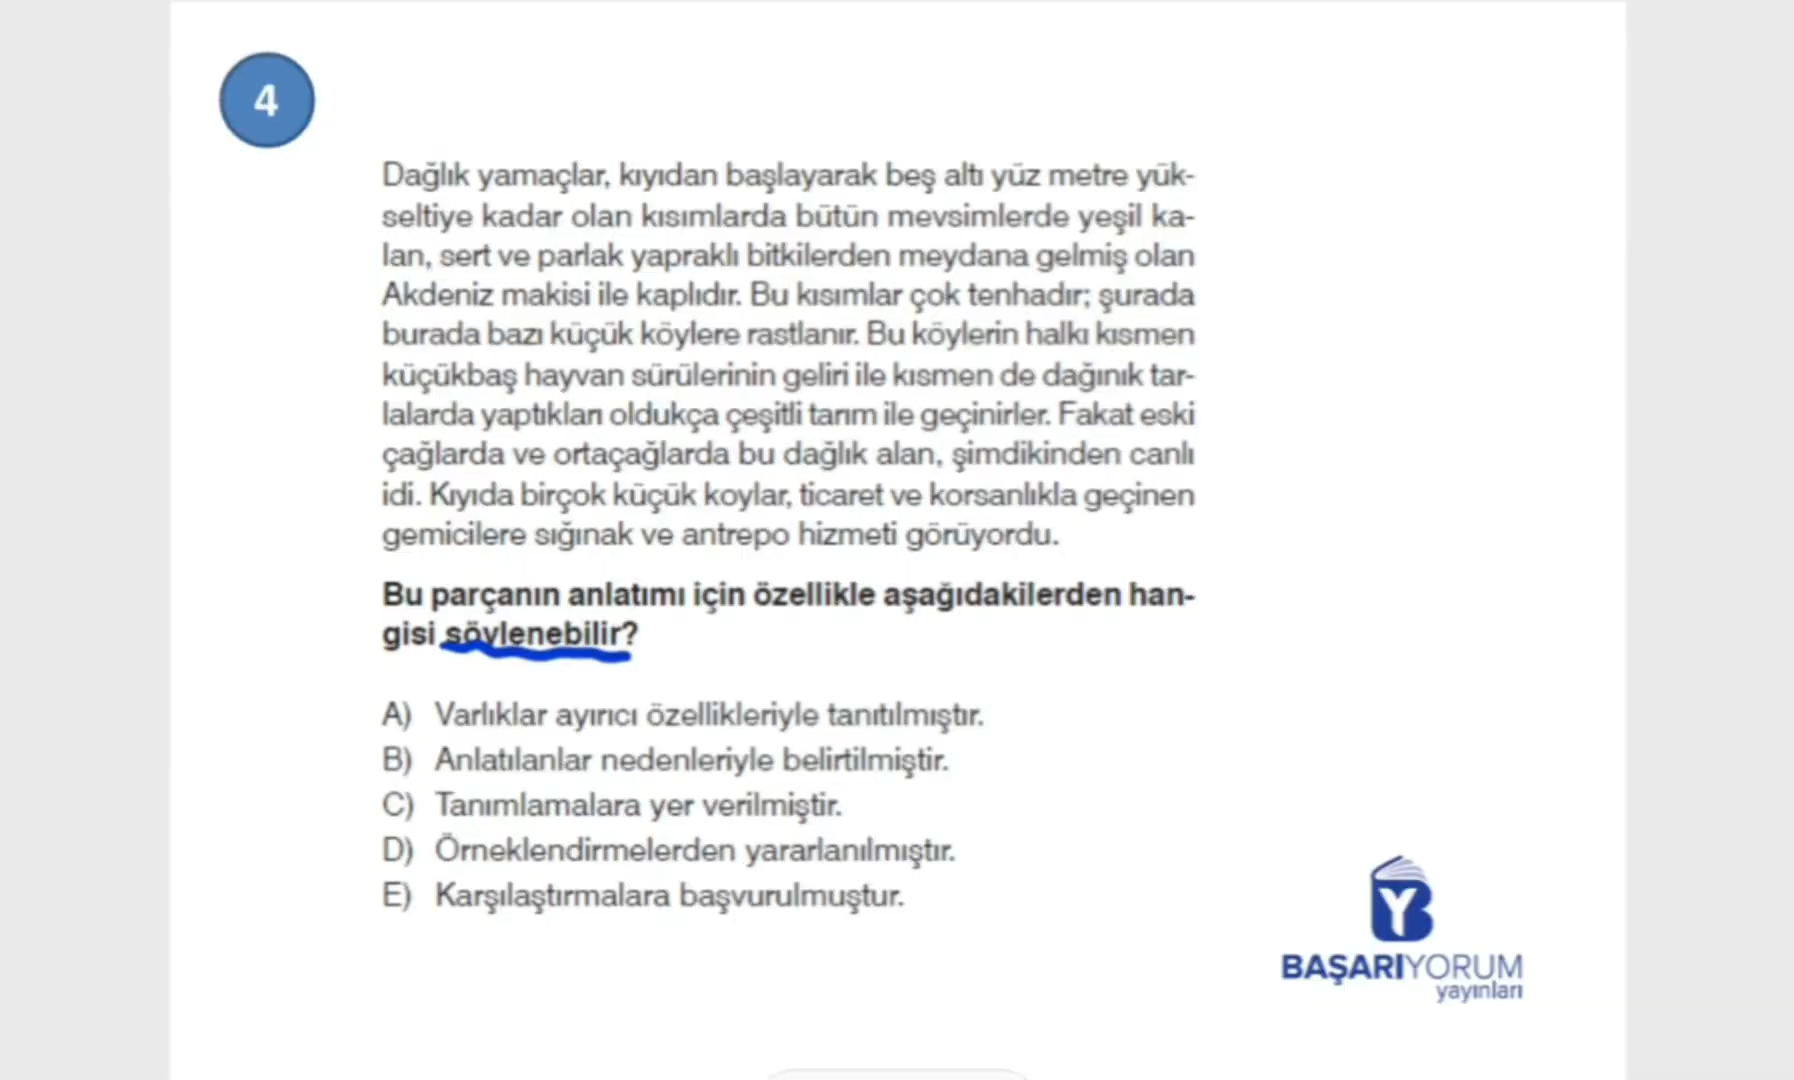 4
Dağlık yamaçlar, kıyıdan başlayarak beş altı yüz metre yük-
seltiye kadar olan kısımlarda bütün mevsimlerde yeşil ka-
lan, sert ve parlak yapraklı bitkilerden meydana gelmiş olan
Akdeniz makisi ile kaplıdır. Bu kısımlar çok tenhadır; şurada
burada bazı küçük köylere rastlanır. Bu köylerin halkı kısmen
küçükbaş hayvan sürülerinin geliri ile kısmen de dağınık tar-
lalarda yaptıkları oldukça çeşitli tarım ile geçinirler. Fakat eski
çağlarda ve ortaçağlarda bu dağlık alan, şimdikinden canlı
idi. Kıyıda birçok küçük koylar, ticaret ve korsanlıkla geçinen
gemicilere sığınak ve antrepo hizmeti görüyordu.
Bu parçanın anlatımı için özellikle aşağıdakilerden han-
gisi söylenebilir?
A) Varlıklar ayırıcı özellikleriyle tanıtılmıştır.
B) Anlatılanlar nedenleriyle belirtilmiştir.
C) Tanımlamalara yer verilmiştir.
D) Örneklendirmelerden yararlanılmıştır.
E) Karşılaştırmalara başvurulmuştur.
BAŞARIYORUM
yayınları